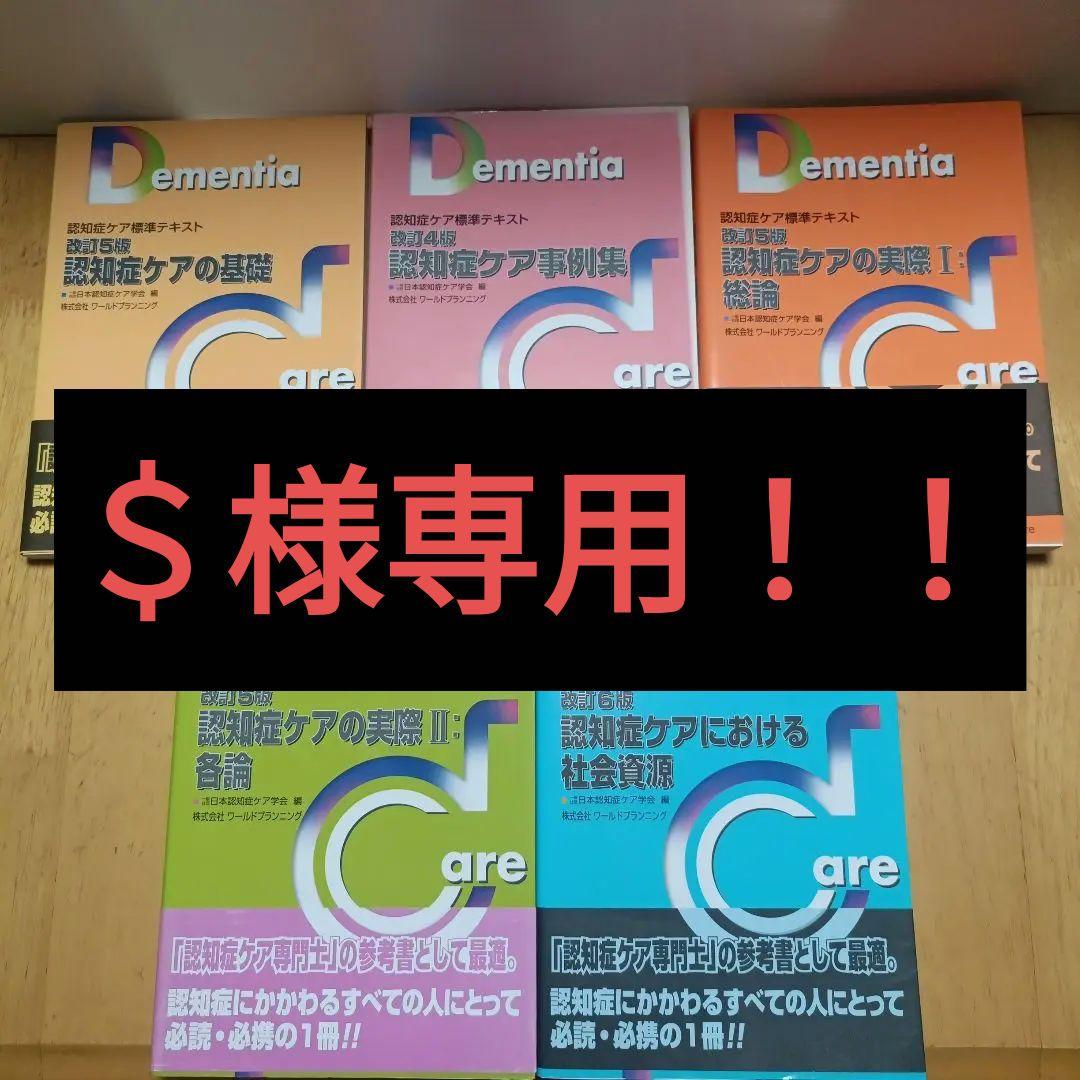 Dementia
認知症ケア標準テキスト
改訂5版
認知症ケアの基礎
日本認知症ケア学会 編
株式会社 ワールドプランニング
are
Dementia
認知症ケア標準テキスト
改訂4版
認知症ケア事例集
日本認知症ケア学会 編
株式会社 ワールドプランニング
are
Dementia
認知症ケア標準テキスト
改訂5版
認知症ケアの実際 I:
総論
日本認知症ケア学会 編
株式会社 ワールドプランニング
are
$様専用！！
改訂5版
認知症ケアの実際 II:
各論
日本認知症ケア学会 編
株式会社 ワールドプランニング
Care
「認知症ケア専門士」の参考書として最適。
認知症にかかわるすべての人にとって
必読・必携の1冊!!
改訂6版
認知症ケアにおける
社会資源
日本認知症ケア学会 編
株式会社 ワールドプランニング
Care
「認知症ケア専門士」の参考書として最適。
認知症にかかわるすべての人にとって
必読・必携の1冊!!